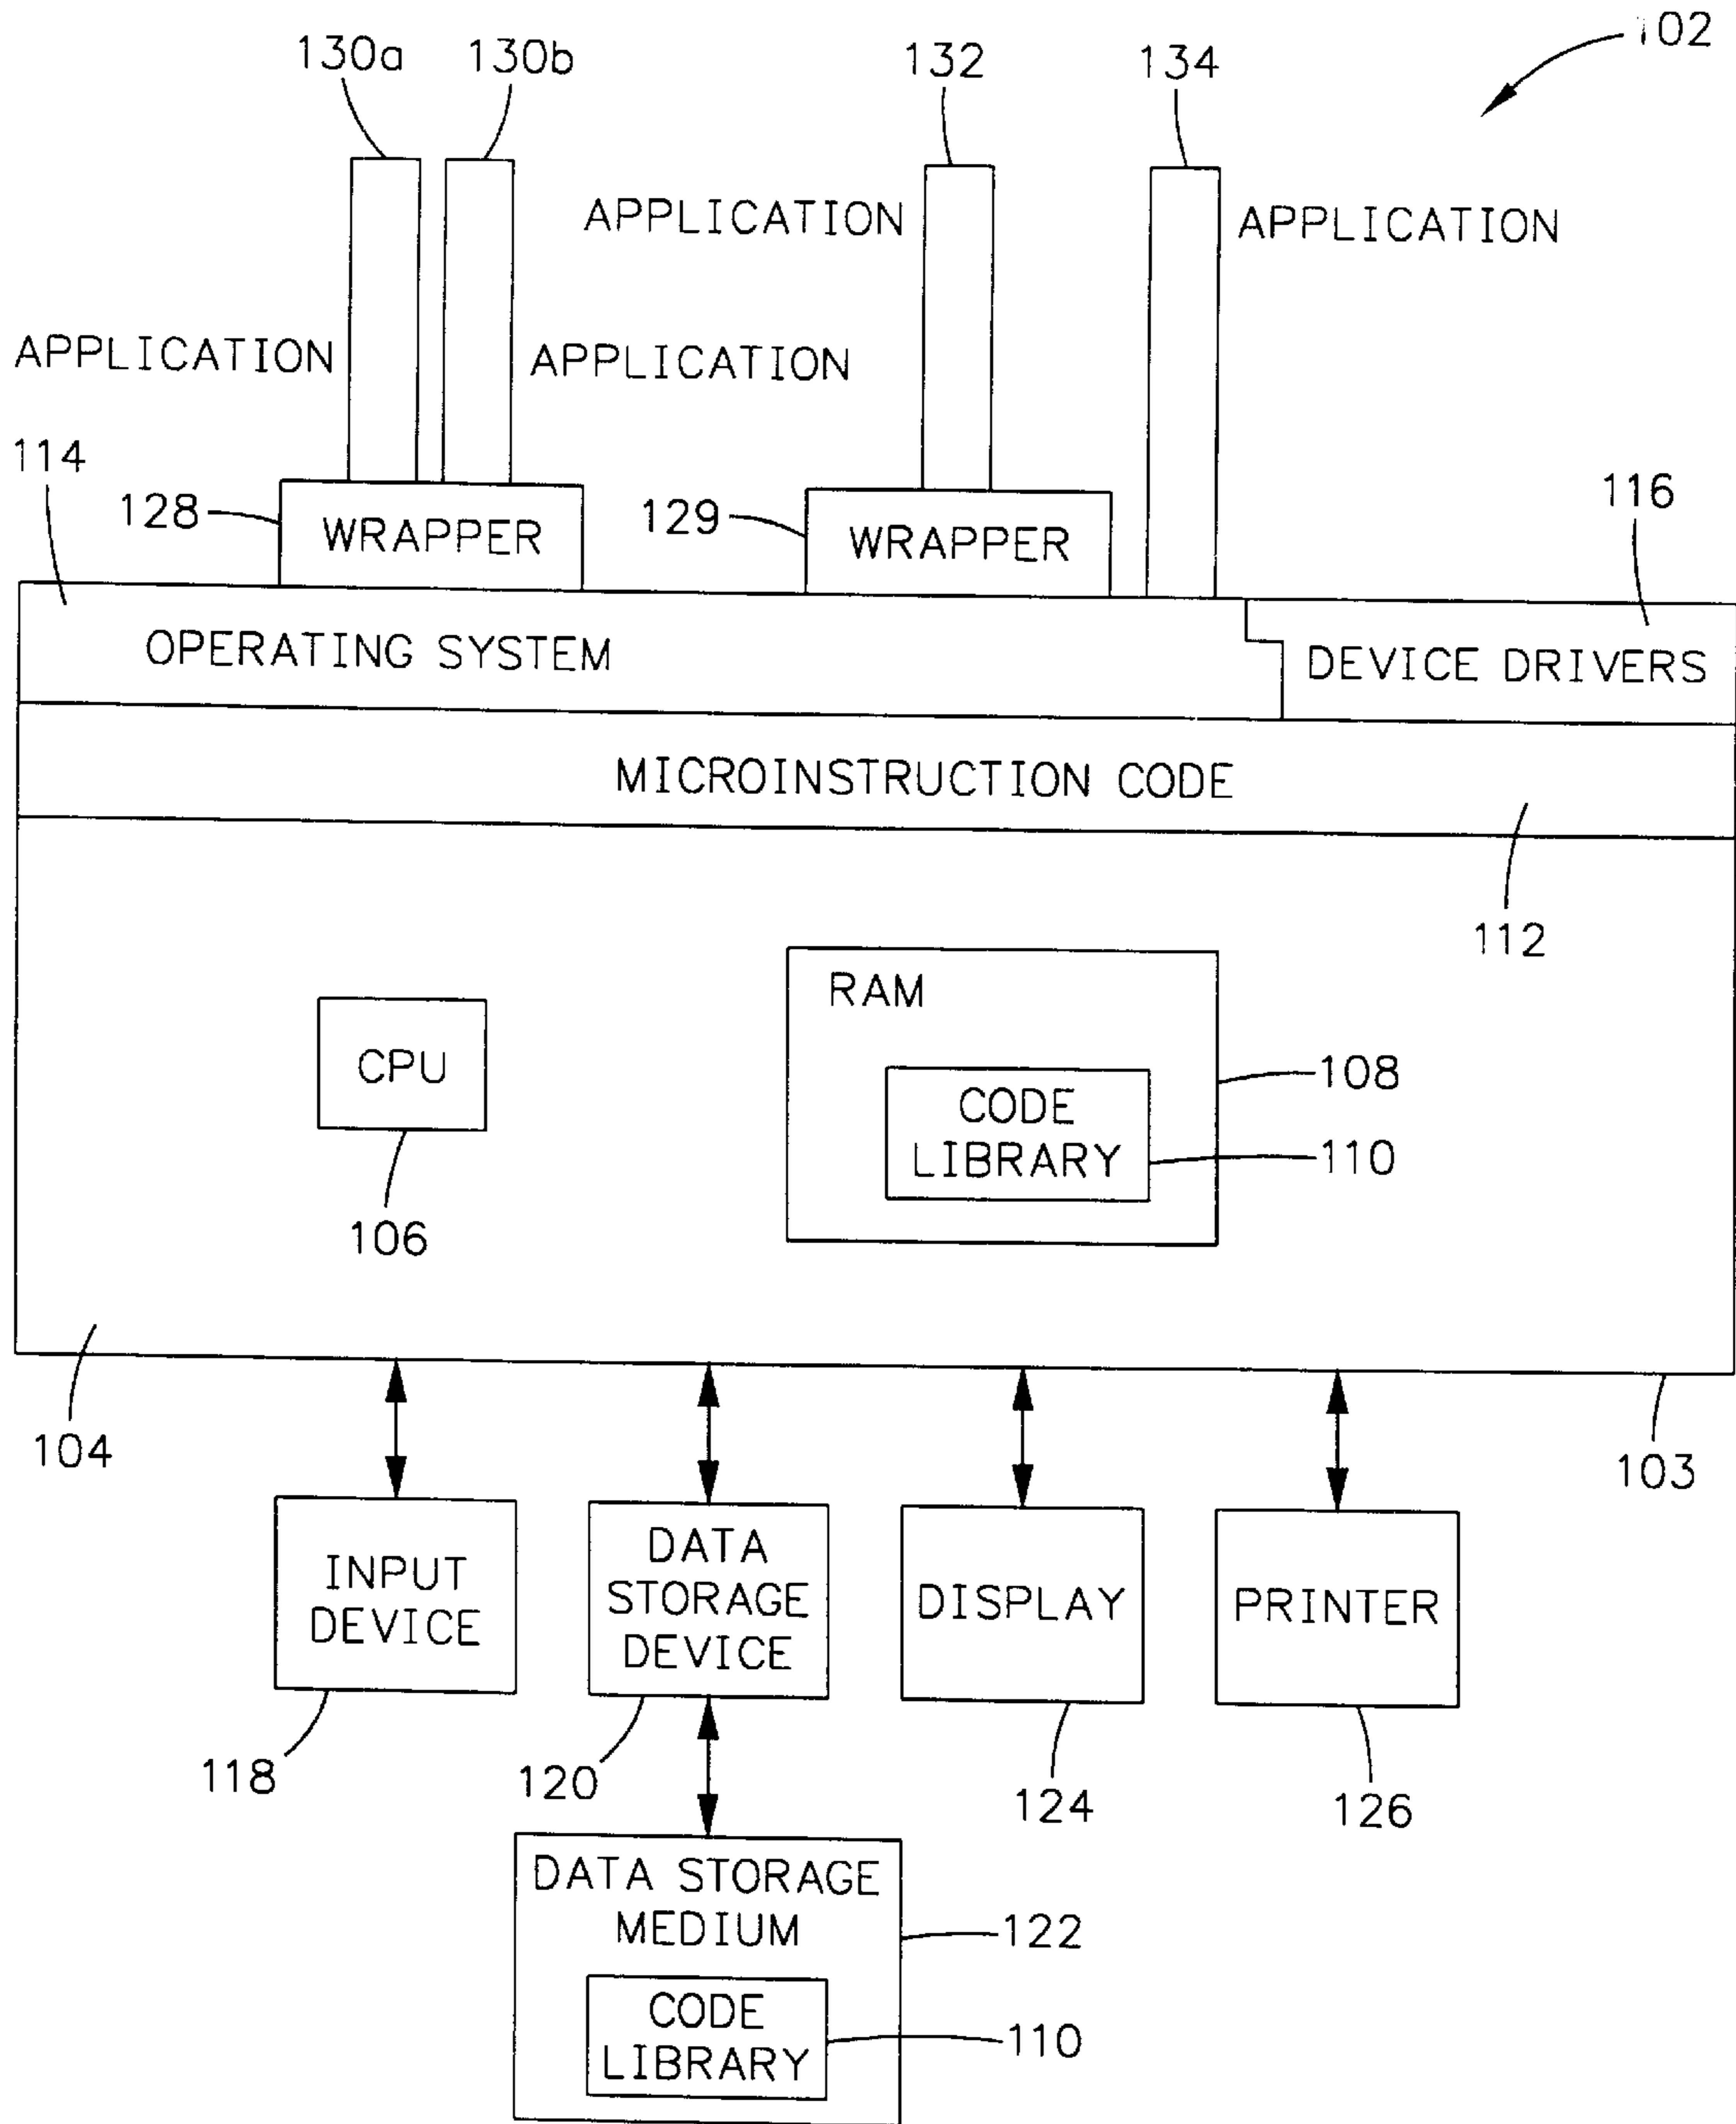 102
130a 130b 132 134
APPLICATION APPLICATION
APPLICATION APPLICATION
114
116
128 WRAPPER 129 WRAPPER
OPERATING SYSTEM DEVICE DRIVERS
MICROINSTRUCTION CODE
112
RAM
CPU
108
CODE
LIBRARY 110
106
104
103
INPUT
DEVICE
DATA
STORAGE
DEVICE
DISPLAY
PRINTER
118 120 124 126
DATA STORAGE
MEDIUM
122
CODE
LIBRARY
110